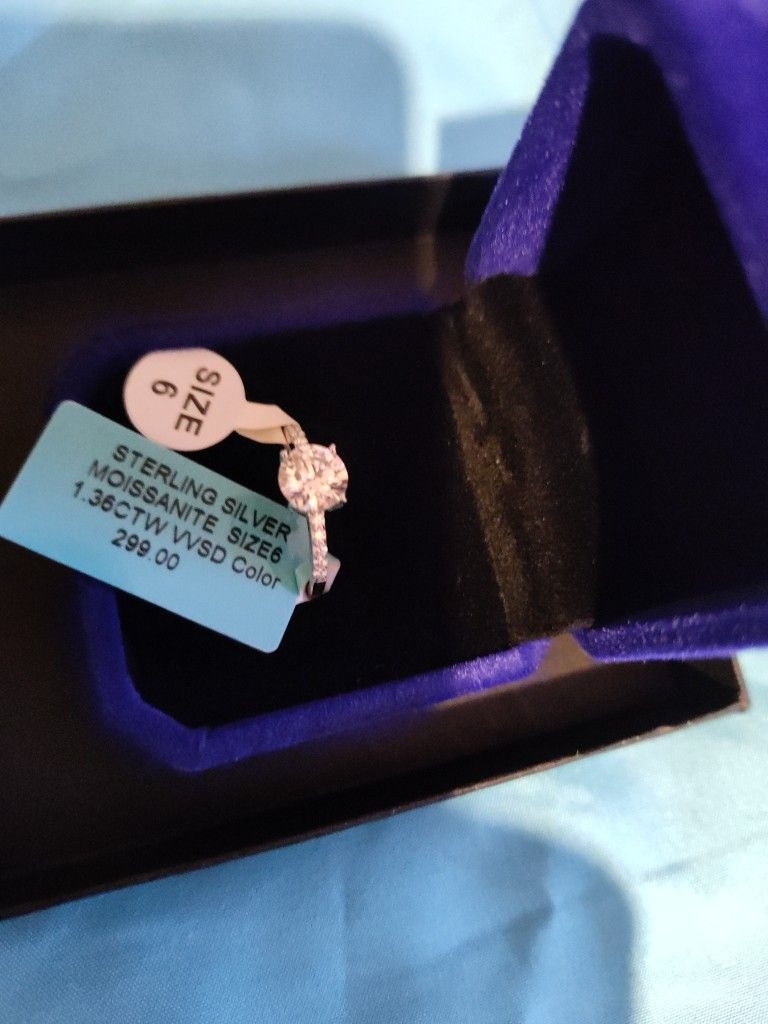 SIZE
6
STERLING SILVER
MOISSANITE SIZE6
1.36CTW VVSD Color
299.00